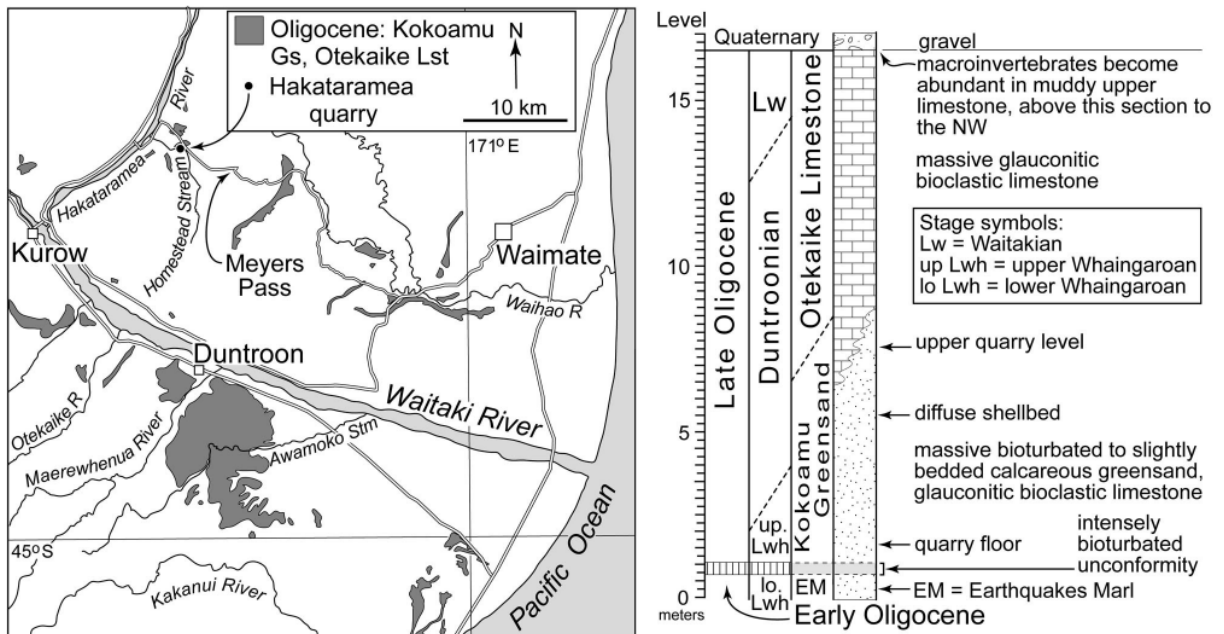 Oligocene: Kokoamu
Gs, Otekaike Lst
N
Hakataramea
quarry
10 km
171° E
River
Hakataramea
Homestead Stream
Kurow
Meyers
Pass
Waimate
Waihao R
Duntroon
Waitaki River
Otekaike R
Maerewhenua River
Awamoko Stm
45° S
Kakanui River
Pacific Ocean
Level
Quaternary
gravel
macroinvertebrates become
abundant in muddy upper
limestone, above this section to
the NW
15
Lw
massive glauconitic
bioclastic limestone
Stage symbols:
Lw = Waitakian
up Lwh = upper Whaingaroan
lo Lwh = lower Whaingaroan
Late Oligocene
Duntroonian
Otekaike Limestone
10
upper quarry level
Kokoamu
Greensand
diffuse shellbed
5
massive bioturbated to slightly
bedded calcareous greensand,
glauconitic bioclastic limestone
up.
Lwh
quarry floor
intensely
bioturbated
unconformity
lo.
Lwh
EM
EM = Earthquakes Marl
0
meters
Early Oligocene